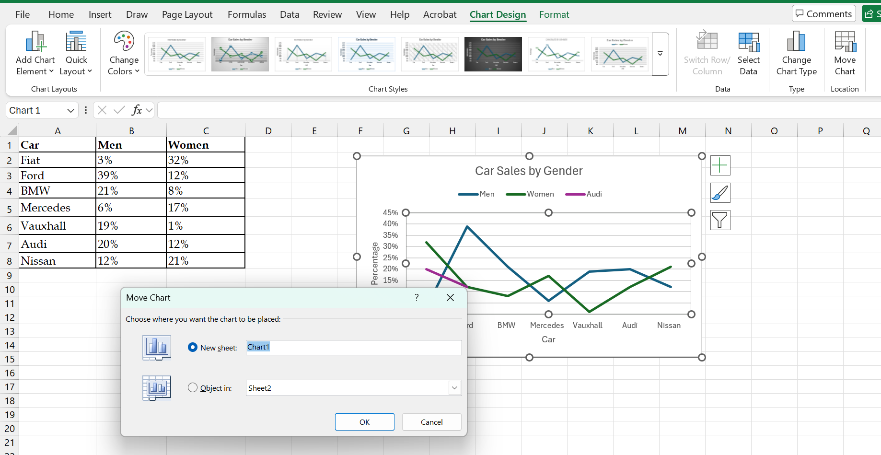 File Home Insert Draw Page Layout Formulas Data Review View Help Acrobat Chart Design Format Comments
Add Chart Element Quick Layout Change Colors Switch Row/ Column Select Data Change Chart Type Move Chart
Chart Layouts Chart Styles Data Type Location
Chart 1 fx
A B C D E F G H I J K L M N O P Q
1 Car Men Women
2 Fiat 3% 32%
3 Ford 39% 12%
4 BMW 21% 8%
5 Mercedes 6% 17%
6 Vauxhall 19% 1%
7 Audi 20% 12%
8 Nissan 12% 21%
9
10
11
12
13
14
15
16
17
18
19
20
21
Car Sales by Gender
Men Women Audi
45%
40%
35%
30%
25%
20%
15%
Percentage
rd BMW Mercedes Vauxhall Audi Nissan
Car
Move Chart ?
Choose where you want the chart to be placed:
New sheet: Chart1
Object in: Sheet2
OK Cancel